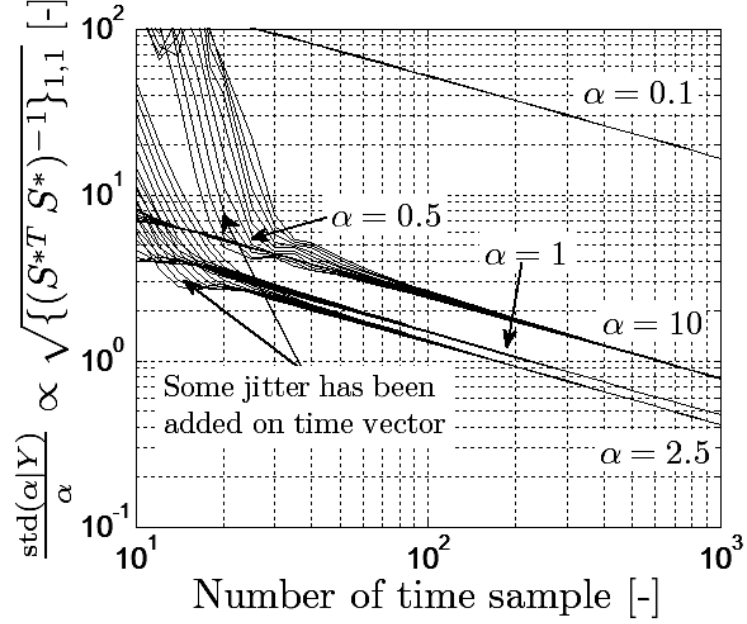 10^2
10^1
10^0
10^-1
10^1
10^2
10^3
std(α|Y)/α ∝ √{(S*^T S*)^-1}_1,1 [-]
α = 0.1
α = 0.5
α = 1
α = 10
α = 2.5
Some jitter has been
added on time vector
Number of time sample [-]